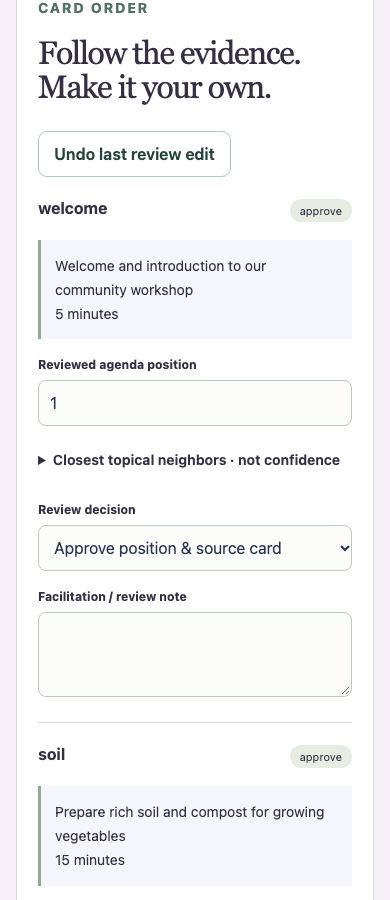 CARD ORDER
Follow the evidence.
Make it your own.
Undo last review edit
welcome
approve
Welcome and introduction to our
community workshop
5 minutes
Reviewed agenda position
1
Closest topical neighbors · not confidence
Review decision
Approve position & source card
Facilitation / review note
soil
approve
Prepare rich soil and compost for growing
vegetables
15 minutes